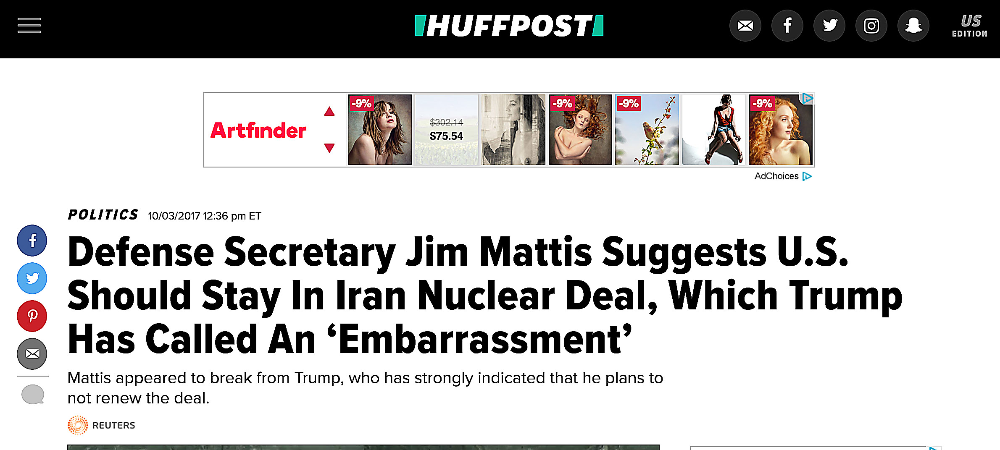 HUFFPOST
US
EDITION
Artfinder
-9%
$302.14
$75.54
-9%
-9%
-9%
AdChoices
POLITICS 10/03/2017 12:36 pm ET
Defense Secretary Jim Mattis Suggests U.S.
Should Stay In Iran Nuclear Deal, Which Trump
Has Called An ‘Embarrassment’
Mattis appeared to break from Trump, who has strongly indicated that he plans to
not renew the deal.
REUTERS